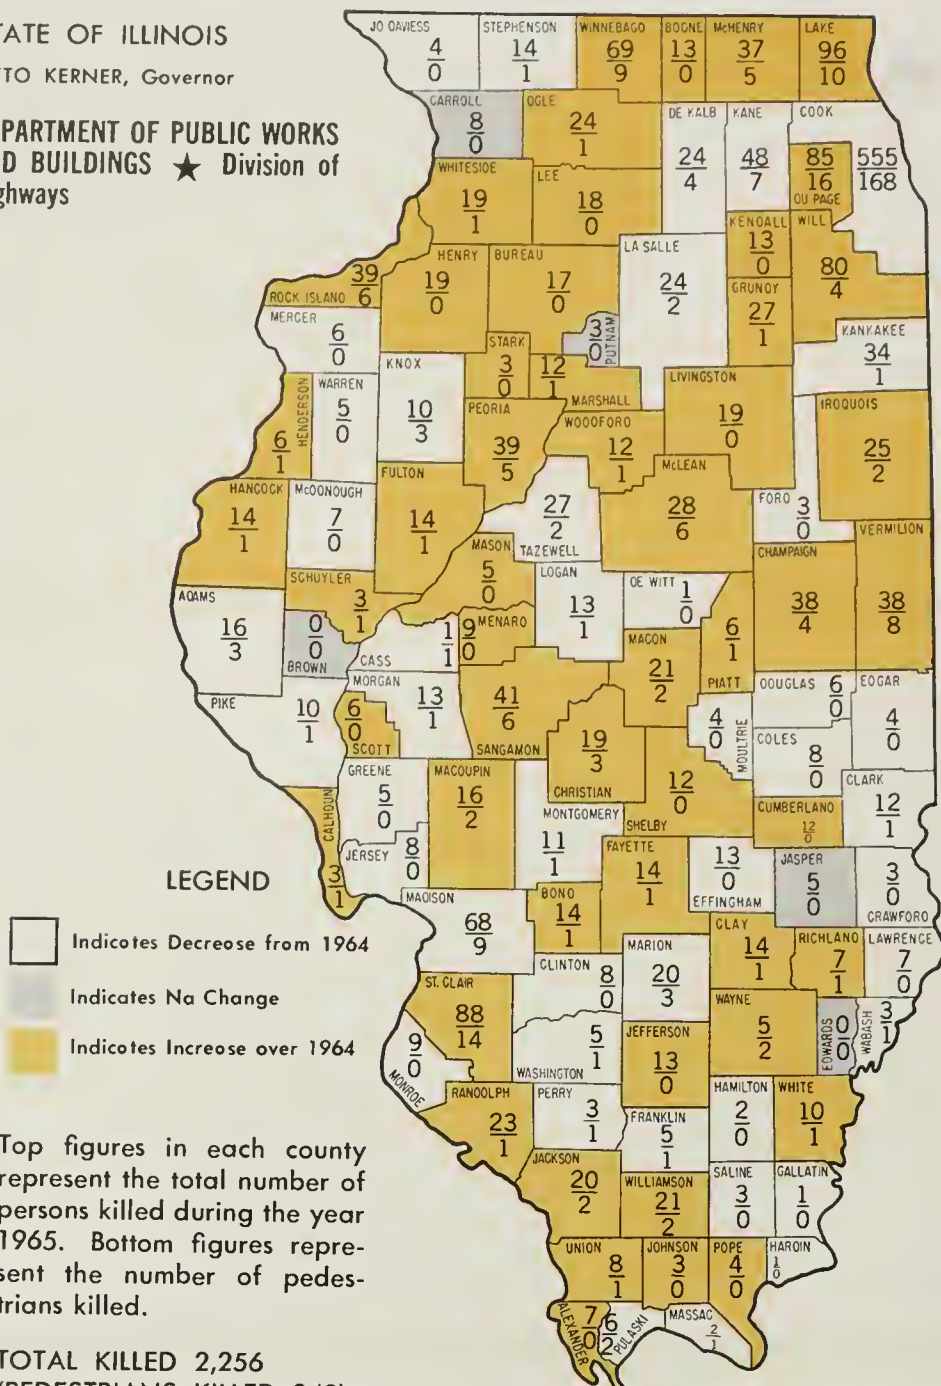 TATE OF ILLINOIS
TTO KERNER, Governor
PARTMENT OF PUBLIC WORKS
D BUILDINGS ★ Division of
ghways
JO DAVIESS
4
0
STEPHENSON
14
1
WINNEBAGO
69
9
BOONE
13
0
McHENRY
37
5
LAKE
96
10
CARROLL
8
0
OGLE
24
1
DE KALB
24
4
KANE
48
7
COOK
555
168
85
16
DU PAGE
WHITESIDE
19
1
LEE
18
0
KENDALL
13
0
WILL
80
4
39
6
ROCK ISLAND
HENRY
19
0
BUREAU
17
0
LA SALLE
24
2
GRUNDY
27
1
MERCER
6
0
3
0
PUTNAM
KANKAKEE
34
1
STARK
3
0
12
1
MARSHALL
KNOX
10
3
WARREN
5
0
HENDERSON
6
1
PEORIA
39
5
WOODFORD
12
1
LIVINGSTON
19
0
IROQUOIS
25
2
HANCOCK
14
1
McDONOUGH
7
0
FULTON
14
1
27
2
TAZEWELL
McLEAN
28
6
FORD
3
0
VERMILION
38
8
CHAMPAIGN
38
4
MASON
5
0
LOGAN
13
1
DE WITT
1
0
SCHUYLER
3
1
ADAMS
16
3
0
0
BROWN
CASS
1
1
9
0
MENARD
MACON
21
2
6
1
PIATT
DOUGLAS
6
0
EDGAR
4
0
PIKE
10
1
MORGAN
13
1
6
0
SCOTT
41
6
SANGAMON
19
3
CHRISTIAN
4
0
MOULTRIE
COLES
8
0
CLARK
12
1
GREENE
5
0
MACOUPIN
16
2
MONTGOMERY
11
1
12
0
SHELBY
CUMBERLAND
12
0
CALHOUN
3
1
JERSEY
8
0
FAYETTE
14
1
13
0
EFFINGHAM
JASPER
5
0
3
0
CRAWFORD
LEGEND
Indicates Decrease from 1964
Indicates No Change
Indicates Increase over 1964
MADISON
68
9
BOND
14
1
CLAY
14
1
RICHLAND
7
1
LAWRENCE
7
0
CLINTON
8
0
MARION
20
3
ST. CLAIR
88
14
WAYNE
5
2
EDWARDS
0
0
WABASH
3
1
9
0
MONROE
5
1
WASHINGTON
JEFFERSON
13
0
RANDOLPH
23
1
PERRY
3
1
FRANKLIN
5
1
HAMILTON
2
0
WHITE
10
1
JACKSON
20
2
WILLIAMSON
21
2
SALINE
3
0
GALLATIN
1
0
UNION
8
1
JOHNSON
3
0
POPE
4
0
HARDIN
1
0
ALEXANDER
7
0
6
2
PULASKI
MASSAC
2
1
Top figures in each county
represent the total number of
persons killed during the year
1965. Bottom figures repre-
sent the number of pedes-
trians killed.
TOTAL KILLED 2,256
(PEDESTRIANS KILLED